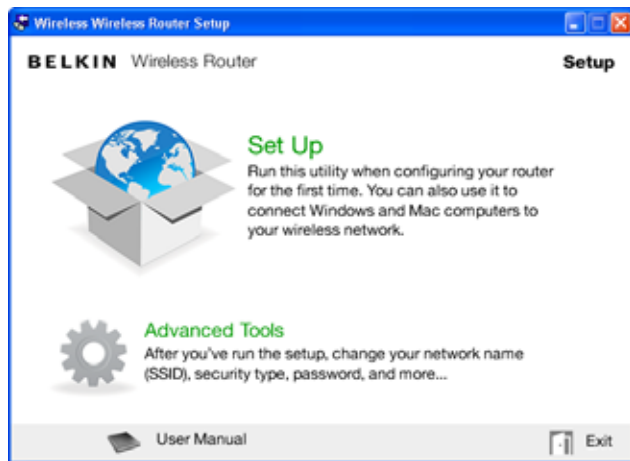 Wireless Wireless Router Setup
BELKIN Wireless Router Setup
Set Up
Run this utility when configuring your router
for the first time. You can also use it to
connect Windows and Mac computers to
your wireless network.
Advanced Tools
After you've run the setup, change your network name
(SSID), security type, password, and more...
User Manual Exit